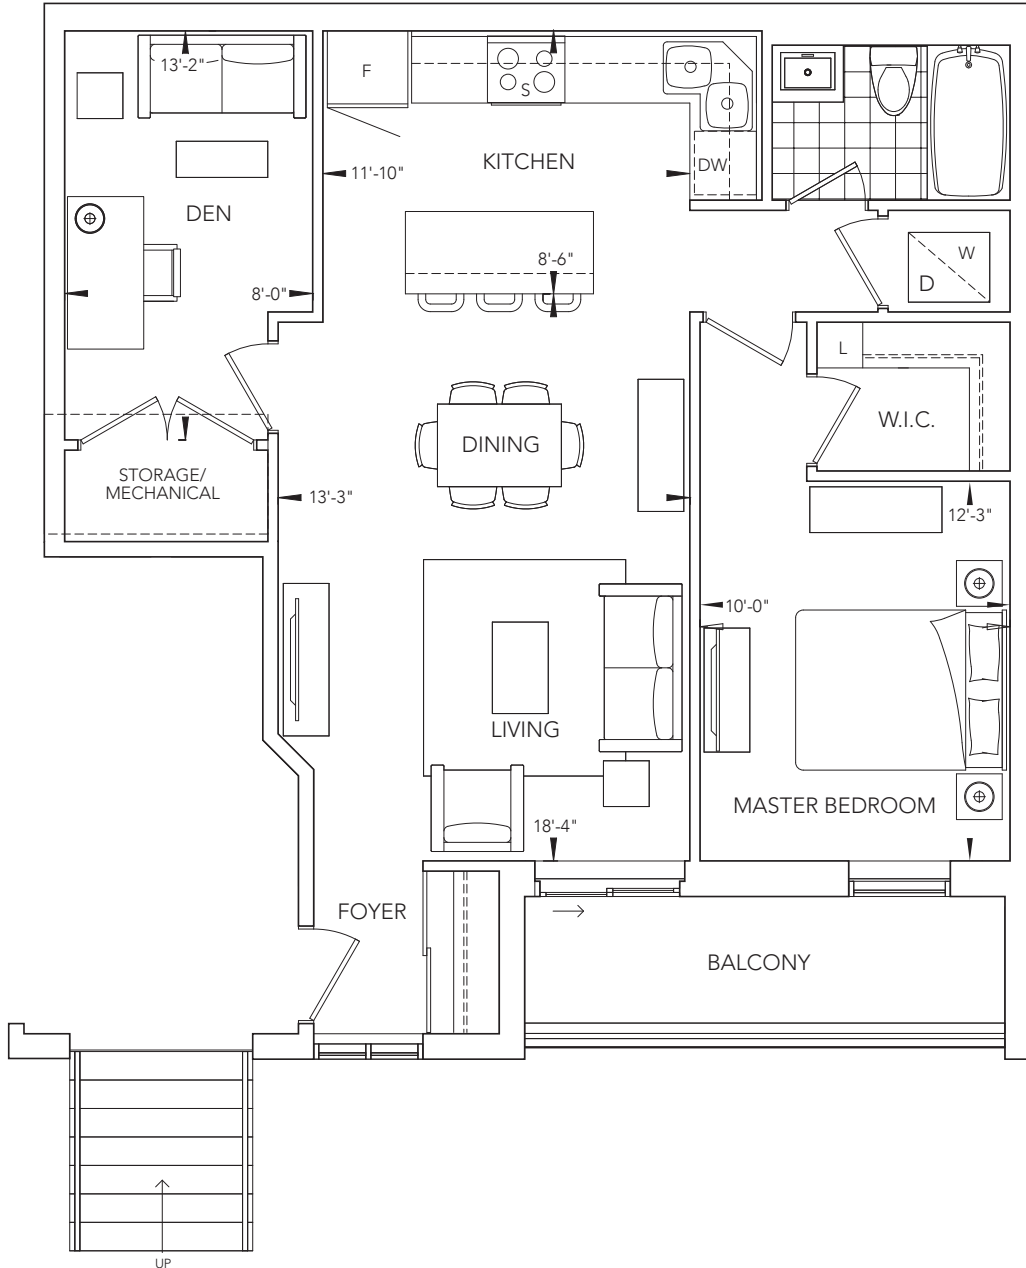 13'-2"
F
S
KITCHEN
11'-10"
DW
DEN
8'-6"
W
D
8'-0"
L
W.I.C.
DINING
STORAGE/
MECHANICAL
13'-3"
12'-3"
10'-0"
LIVING
MASTER BEDROOM
18'-4"
FOYER
BALCONY
UP